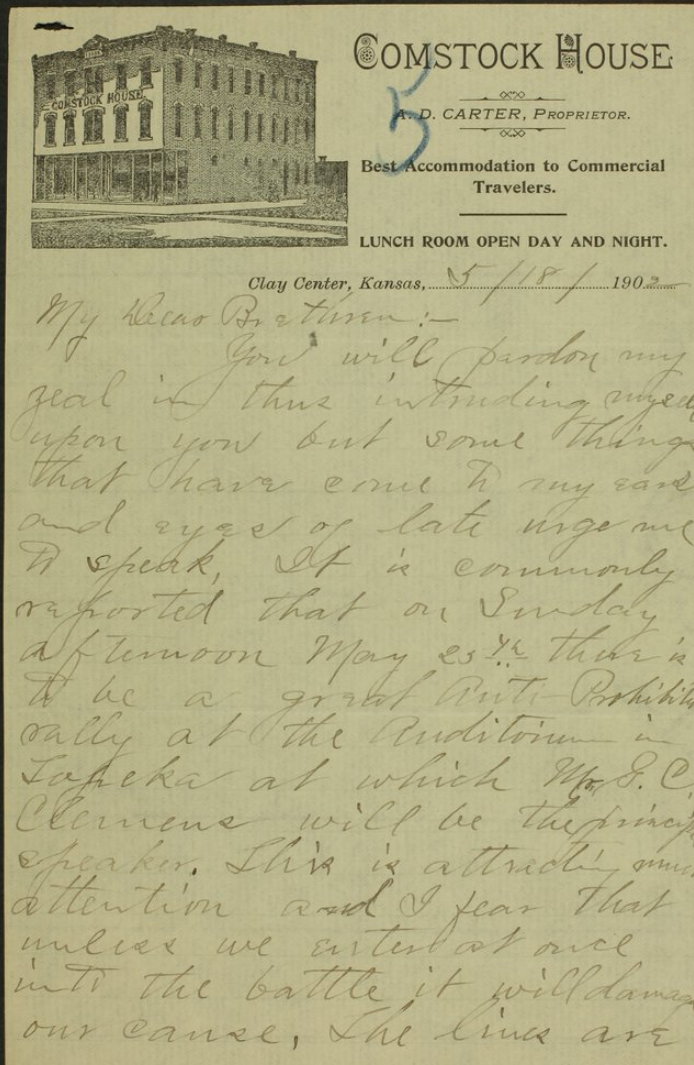 COMSTOCK HOUSE.
COMSTOCK HOUSE
5
A. D. CARTER, PROPRIETOR.
Best Accommodation to Commercial
Travelers.
LUNCH ROOM OPEN DAY AND NIGHT.
Clay Center, Kansas, 5/18/ 1902
My Dear Brethren:-
You will pardon my
zeal in thus intruding myself
upon you but some things
that have come to my ears
and eyes of late urge me
to speak, It is commonly
reported that on Sunday
afternoon May 25th there is
to be a great Anti-Prohibiti
rally at the Auditorium in
Topeka at which Mr. G. C.
Clemens will be the princip
speaker. This is attracting much
attention and I fear that
unless we enter at once
into the battle it will damag
our cause. The lines are